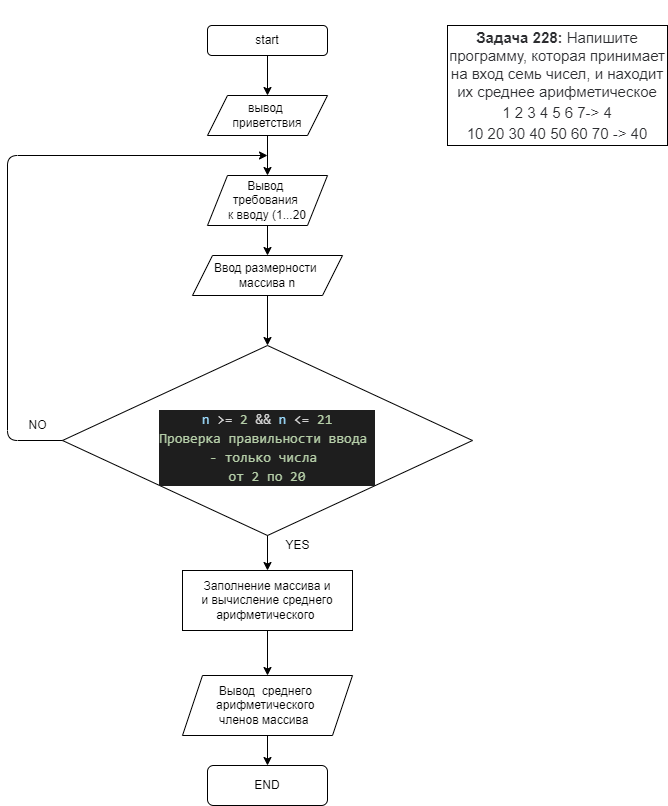 start
Задача 228: Напишите
программу, которая принимает
на вход семь чисел, и находит
их среднее арифметическое
1 2 3 4 5 6 7-> 4
10 20 30 40 50 60 70 -> 40
вывод
приветствия
Вывод
требования
к вводу (1...20
Ввод размерности
массива n
NO
n >= 2 && n <= 21
Проверка правильности ввода
- только числа
от 2 по 20
YES
Заполнение массива и
и вычисление среднего
арифметического
Вывод среднего
арифметического
членов массива
END